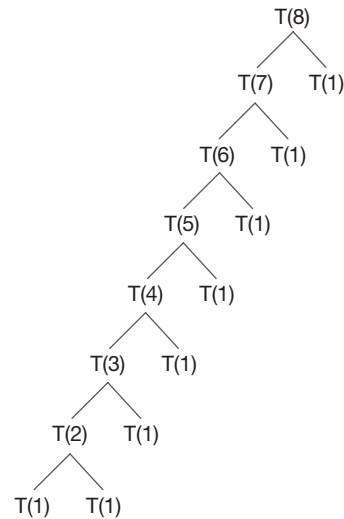 T(8)
T(7) T(1)
T(6) T(1)
T(5) T(1)
T(4) T(1)
T(3) T(1)
T(2) T(1)
T(1) T(1)